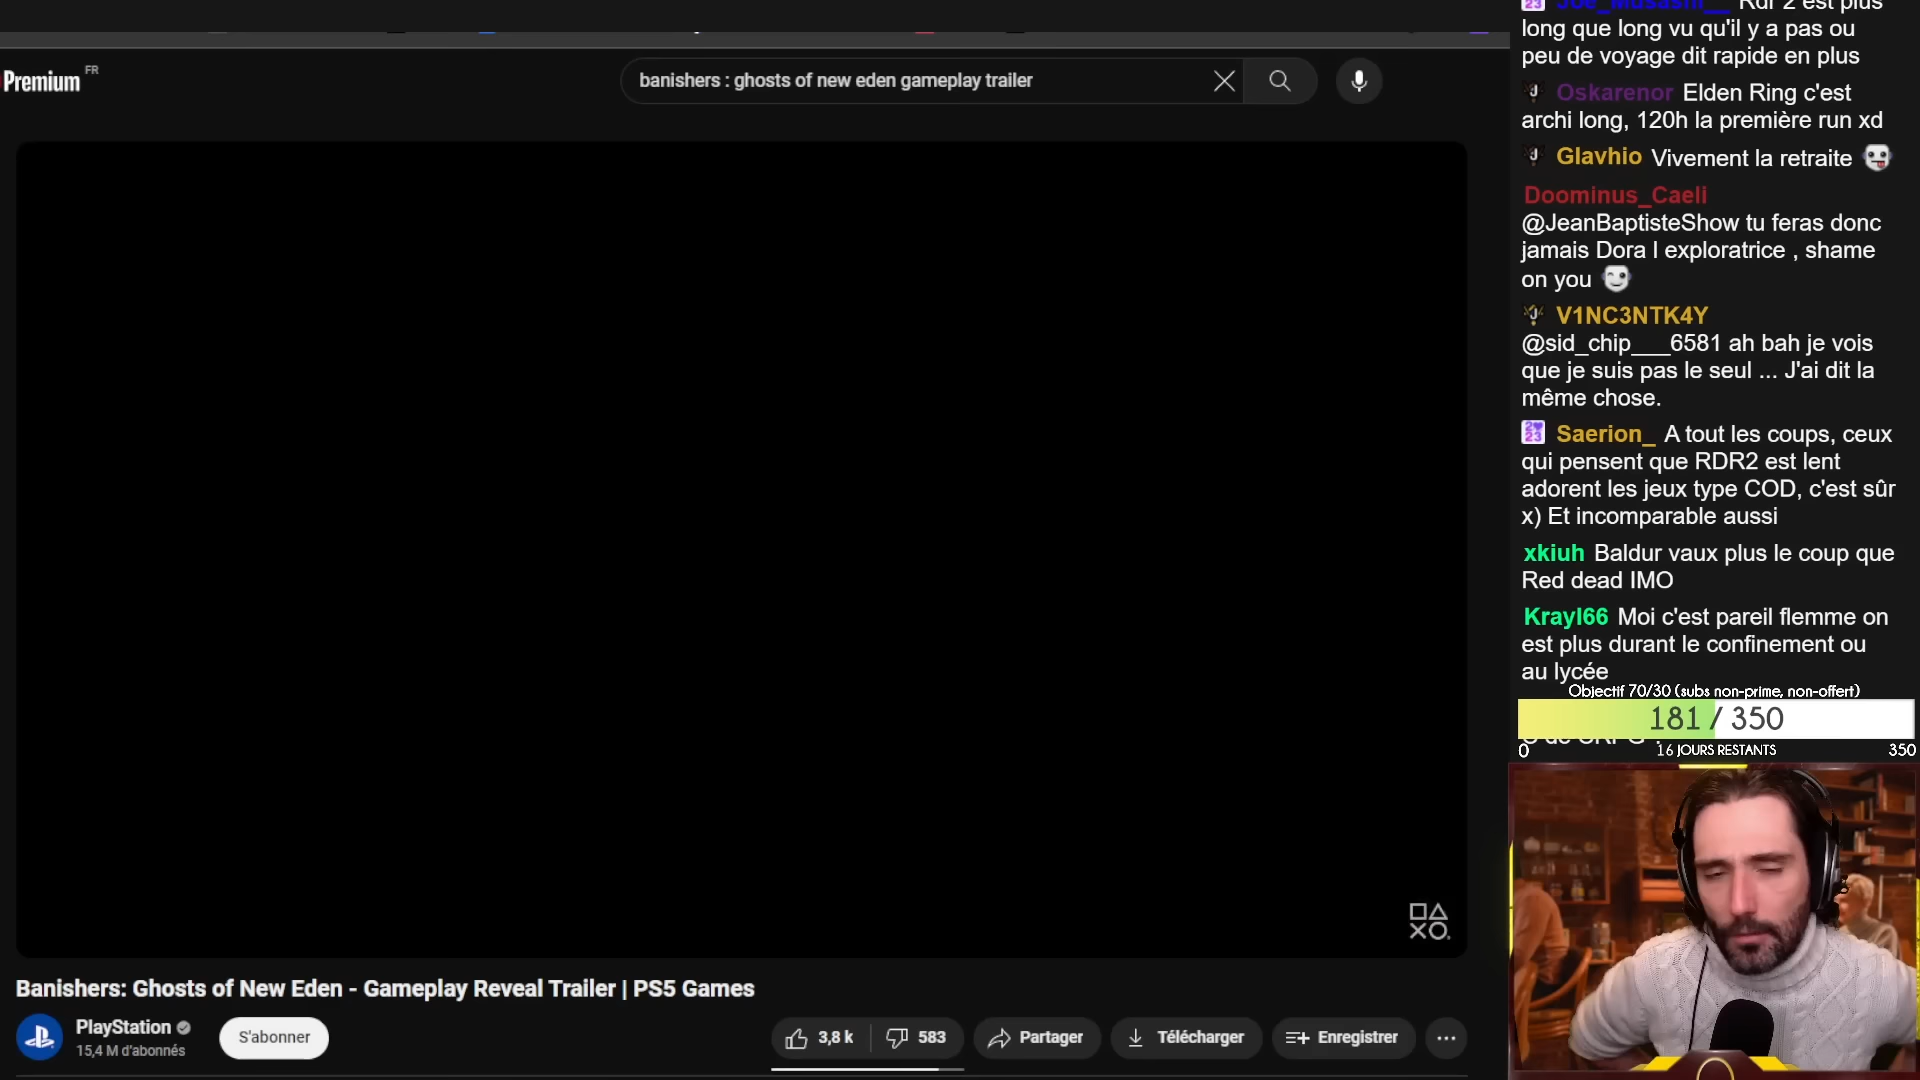 Premium FR
banishers : ghosts of new eden gameplay trailer
Banishers: Ghosts of New Eden - Gameplay Reveal Trailer | PS5 Games
PlayStation
15,4 M d'abonnés
S'abonner
3,8 k
583
Partager
Télécharger
Enregistrer
Joe_Musashi__ Rdr 2 est plus
long que long vu qu'il y a pas ou
peu de voyage dit rapide en plus
Oskarenor Elden Ring c'est
archi long, 120h la première run xd
Glavhio Vivement la retraite
Doominus_Caeli
@JeanBaptisteShow tu feras donc
jamais Dora l exploratrice , shame
on you
V1NC3NTK4Y
@sid_chip___6581 ah bah je vois
que je suis pas le seul ... J'ai dit la
même chose.
Saerion_ A tout les coups, ceux
qui pensent que RDR2 est lent
adorent les jeux type COD, c'est sûr
x) Et incomparable aussi
xkiuh Baldur vaux plus le coup que
Red dead IMO
Krayl66 Moi c'est pareil flemme on
est plus durant le confinement ou
au lycée
Objectif 70/30 (subs non-prime, non-offert)
181 / 350
0
16 JOURS RESTANTS
350